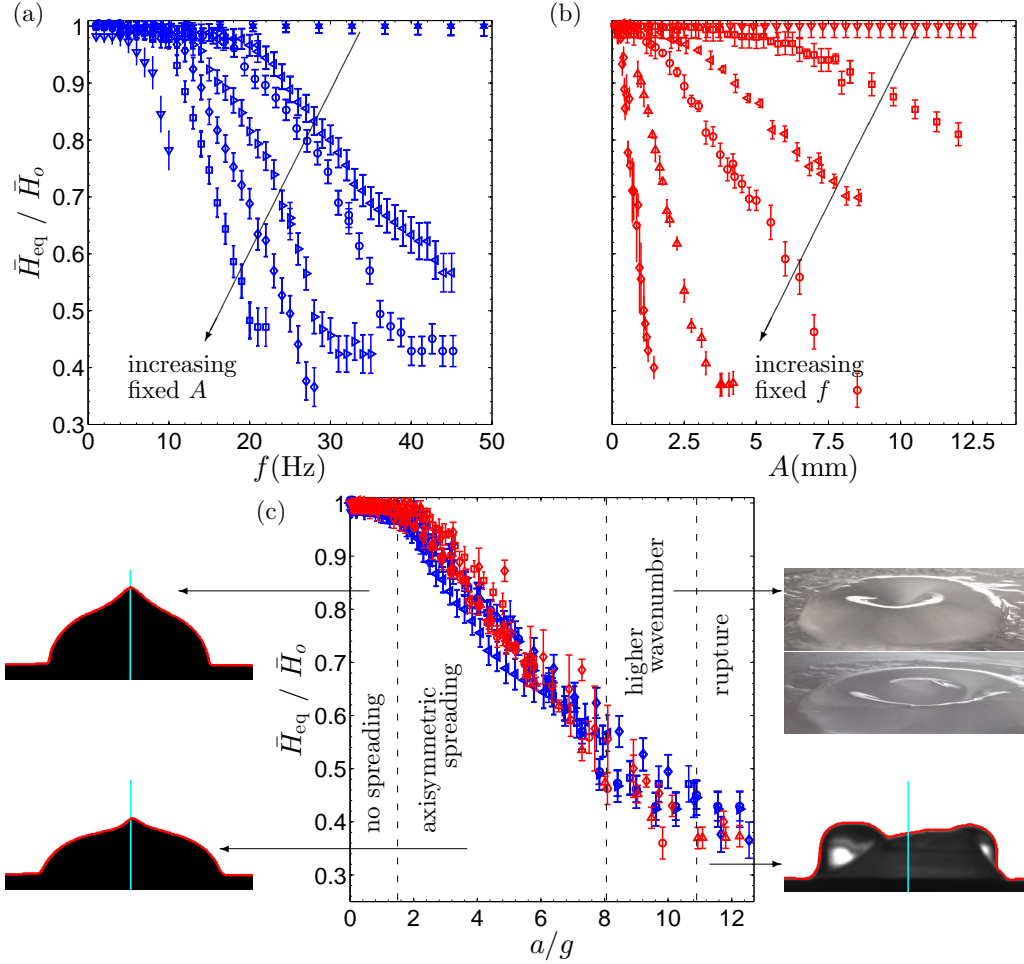 (a)
1
0.9
0.8
0.7
0.6
0.5
0.4
0.3
H̄eq / H̄o
0 10 20 30 40 50
f(Hz)
increasing
fixed A
(b)
0 2.5 5 7.5 10 12.5
A(mm)
increasing
fixed f
(c)
1
0.9
0.8
0.7
0.6
0.5
0.4
0.3
H̄eq / H̄o
no spreading
axisymmetric
spreading
higher
wavenumber
rupture
0 2 4 6 8 10 12
a/g